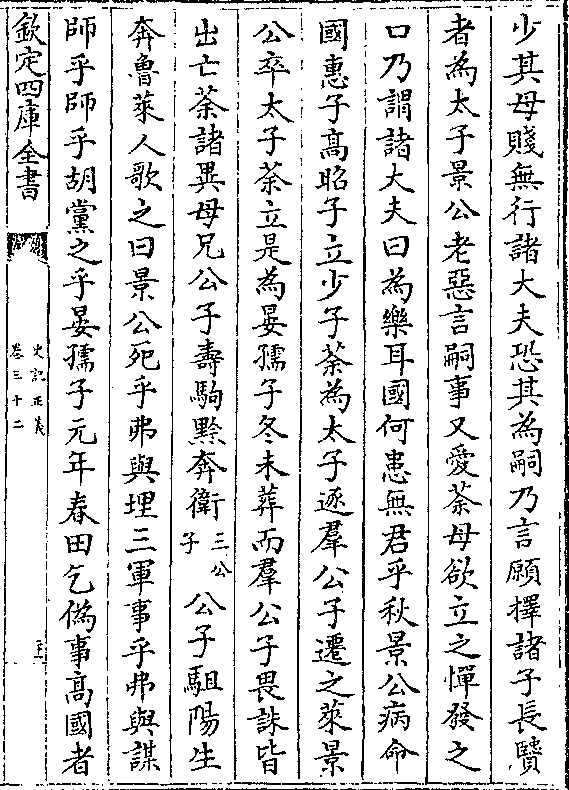 少其母賤無行諸大夫恐其為嗣乃言願擇諸子長賢
者為太子景公老惡言嗣事又愛荼母欲立之憚發之
口乃謂諸大夫曰為樂耳國何患無君乎秋景公病命
國惠子高昭子立少子荼為太子逐羣公子遷之萊景
公卒太子荼立是為晏孺子冬未葬而羣公子畏誅皆
出亡荼諸異母兄公子壽駒黔奔衛三公子公子駔陽生
奔魯萊人歌之曰景公死乎弗與埋三軍事乎弗與謀
師乎師乎胡黨之乎晏孺子元年春田乞偽事高國者
欽定四庫全書
史記正義
卷三十二